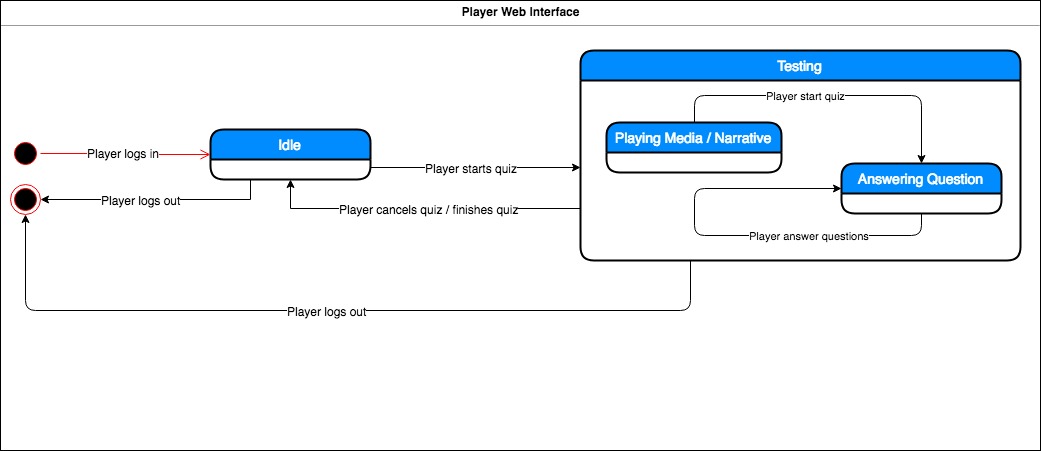 Player Web Interface
Testing
Player start quiz
Playing Media / Narrative
Idle
Player logs in
Player starts quiz
Answering Question
Player logs out
Player cancels quiz / finishes quiz
Player answer questions
Player logs out